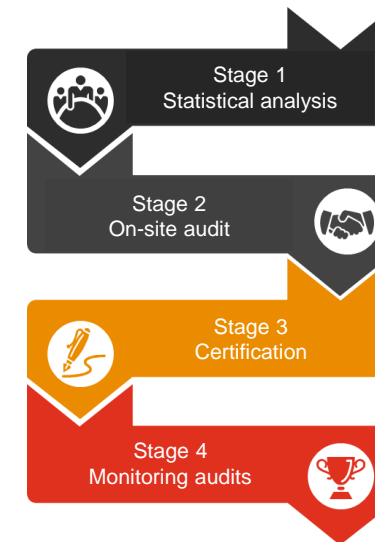 Stage 1
Statistical analysis
Stage 2
On-site audit
Stage 3
Certification
Stage 4
Monitoring audits